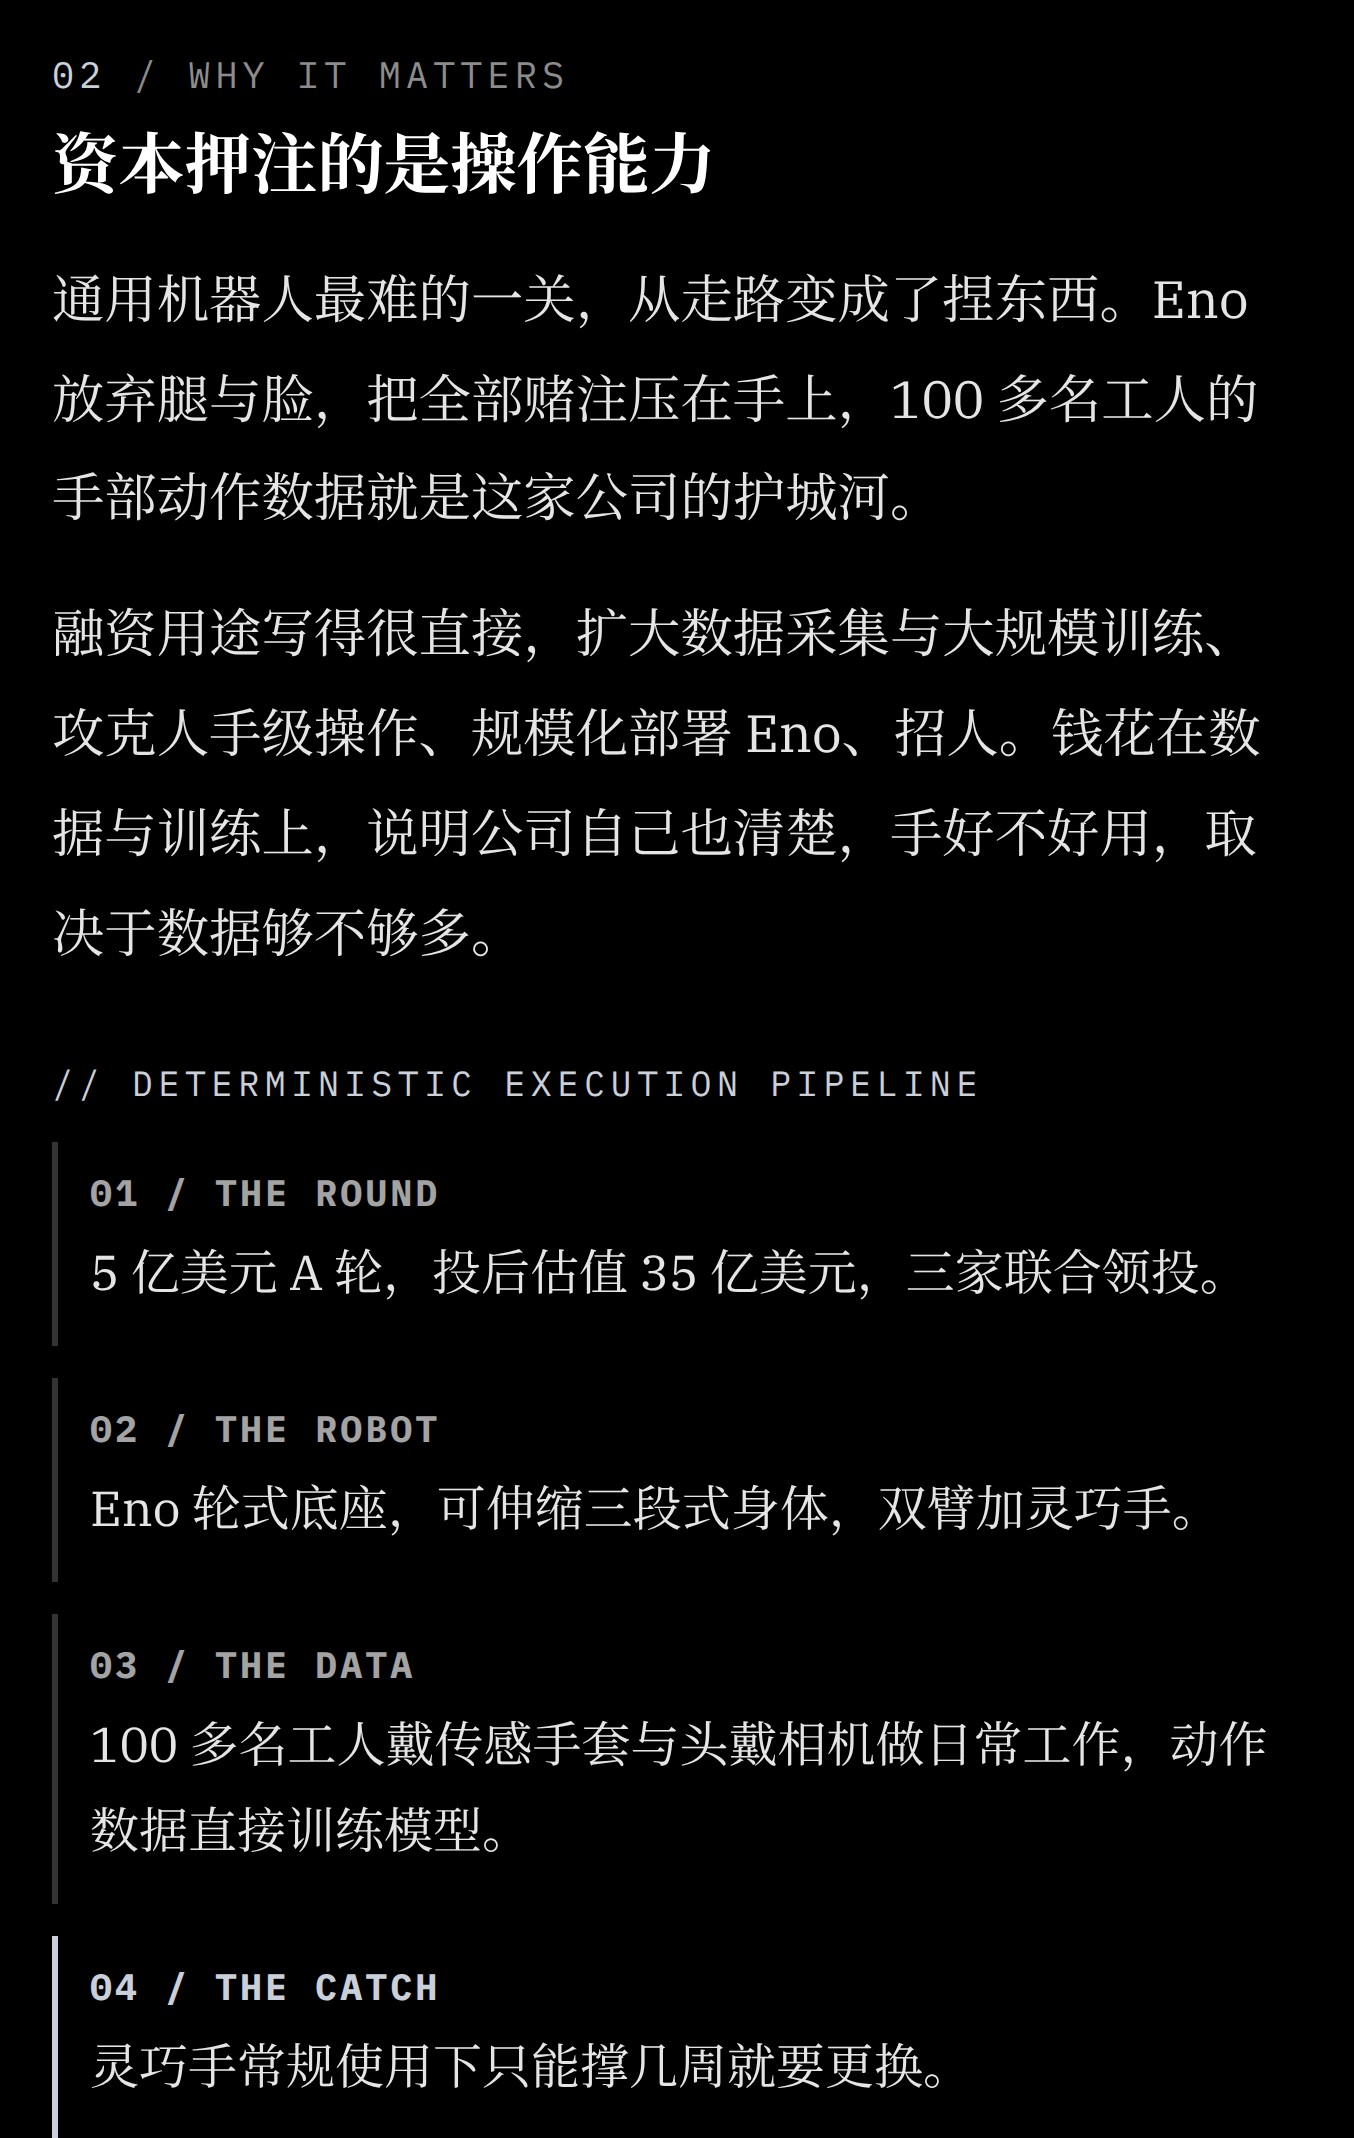 02 / WHY IT MATTERS
资本押注的是操作能力
通用机器人最难的一关，从走路变成了捏东西。Eno
放弃腿与脸，把全部赌注压在手上，100 多名工人的
手部动作数据就是这家公司的护城河。
融资用途写得很直接，扩大数据采集与大规模训练、
攻克人手级操作、规模化部署 Eno、招人。钱花在数
据与训练上，说明公司自己也清楚，手好不好用，取
决于数据够不够多。
// DETERMINISTIC EXECUTION PIPELINE
01 / THE ROUND
5 亿美元 A 轮，投后估值 35 亿美元，三家联合领投。
02 / THE ROBOT
Eno 轮式底座，可伸缩三段式身体，双臂加灵巧手。
03 / THE DATA
100 多名工人戴传感手套与头戴相机做日常工作，动作
数据直接训练模型。
04 / THE CATCH
灵巧手常规使用下只能撑几周就要更换。